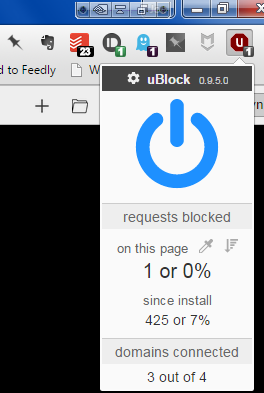 23
1
1
u
1
d to Feedly
W
uBlock 0.9.5.0
requests blocked
on this page
1 or 0%
since install
425 or 7%
domains connected
3 out of 4